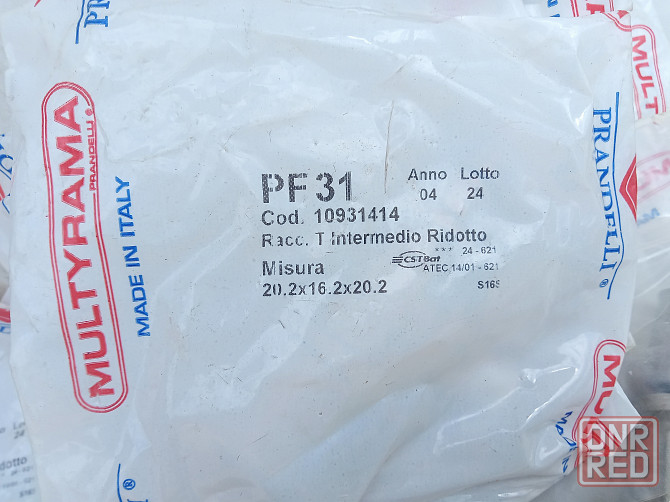 MULTYRAMA
PRANDELLI®
MADE IN ITALY
PF 31
Anno Lotto
04 24
Cod. 10931414
Racc. T Intermedio Ridotto
*** 24 - 621
CSTBat
ATEC 14/01 - 621
Misura
20.2x16.2x20.2
PRANDELLI®
MULT
MULT
DNR
RED